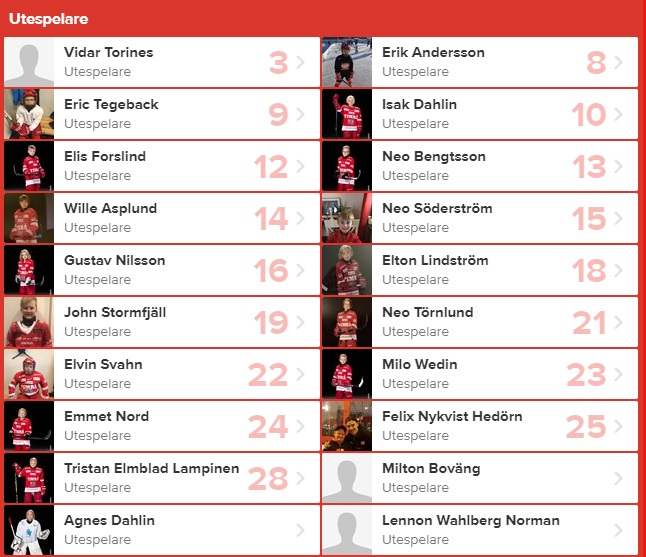 Utespelare
Vidar Torines
Utespelare
3
Erik Andersson
Utespelare
8
Eric Tegeback
Utespelare
9
Isak Dahlin
Utespelare
10
Elis Forslind
Utespelare
12
Neo Bengtsson
Utespelare
13
Wille Asplund
Utespelare
14
Neo Söderström
Utespelare
15
Gustav Nilsson
Utespelare
16
Elton Lindström
Utespelare
18
John Stormfjäll
Utespelare
19
Neo Törnlund
Utespelare
21
Elvin Svahn
Utespelare
22
Milo Wedin
Utespelare
23
Emmet Nord
Utespelare
24
Felix Nykvist Hedörn
Utespelare
25
Tristan Elmblad Lampinen
Utespelare
28
Milton Boväng
Utespelare
Agnes Dahlin
Utespelare
Lennon Wahlberg Norman
Utespelare